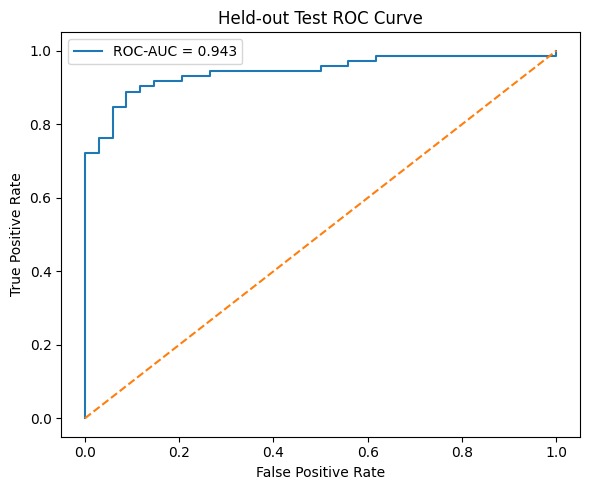 Held-out Test ROC Curve
ROC-AUC = 0.943
True Positive Rate
1.0
0.8
0.6
0.4
0.2
0.0
0.0 0.2 0.4 0.6 0.8 1.0
False Positive Rate